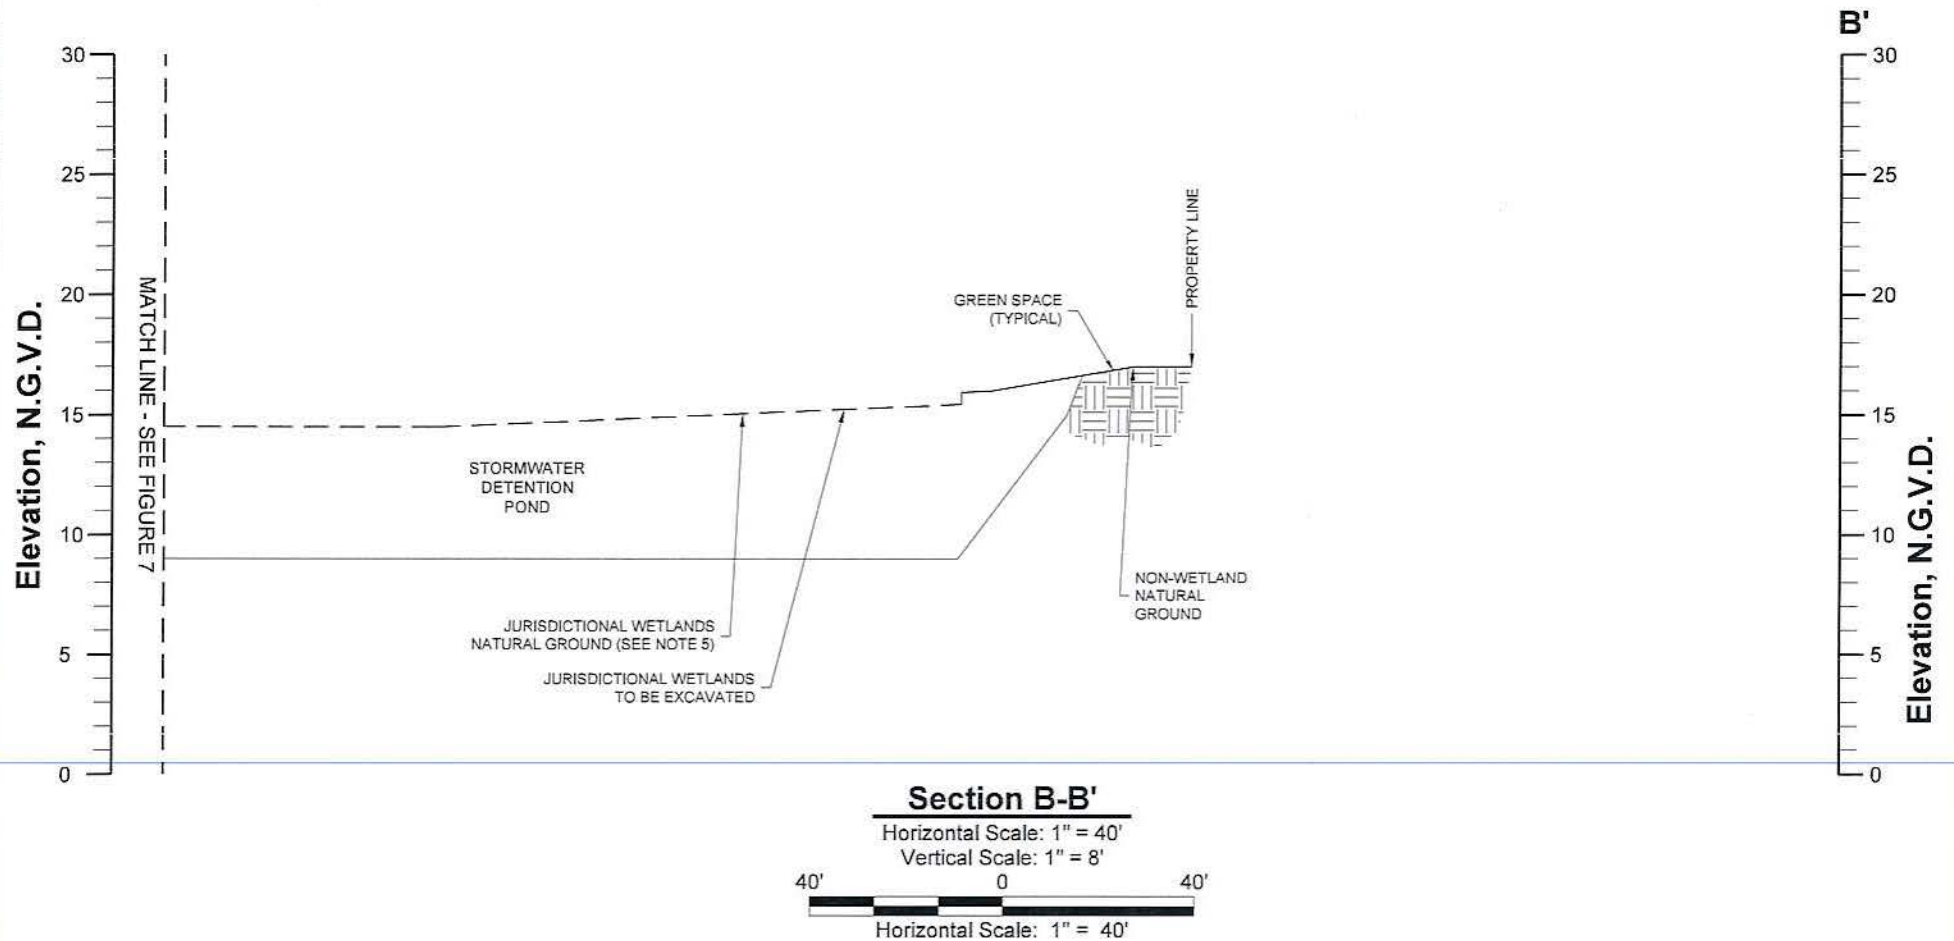 B'
30
25
20
15
10
5
0
Elevation, N.G.V.D.
MATCH LINE - SEE FIGURE 7
STORMWATER
DETENTION
POND
GREEN SPACE
(TYPICAL)
PROPERTY LINE
JURISDICTIONAL WETLANDS
NATURAL GROUND (SEE NOTE 5)
JURISDICTIONAL WETLANDS
TO BE EXCAVATED
NON-WETLAND
NATURAL
GROUND
30
25
20
15
10
5
0
Elevation, N.G.V.D.
Section B-B'
Horizontal Scale: 1" = 40'
Vertical Scale: 1" = 8'
40' 0 40'
Horizontal Scale: 1" = 40'